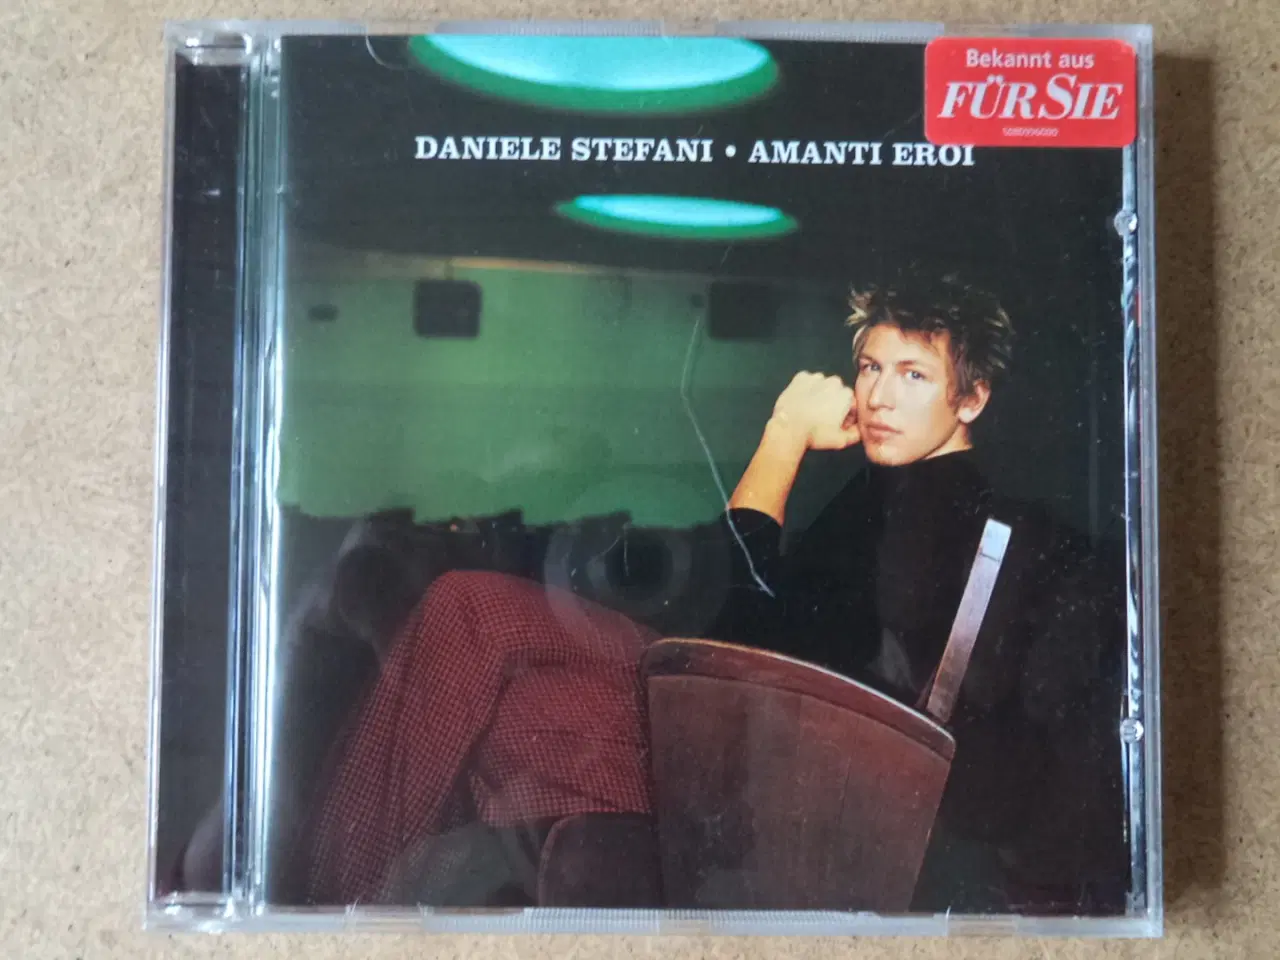 Bekannt aus
FÜR SIE
DANIELE STEFANI • AMANTI EROI